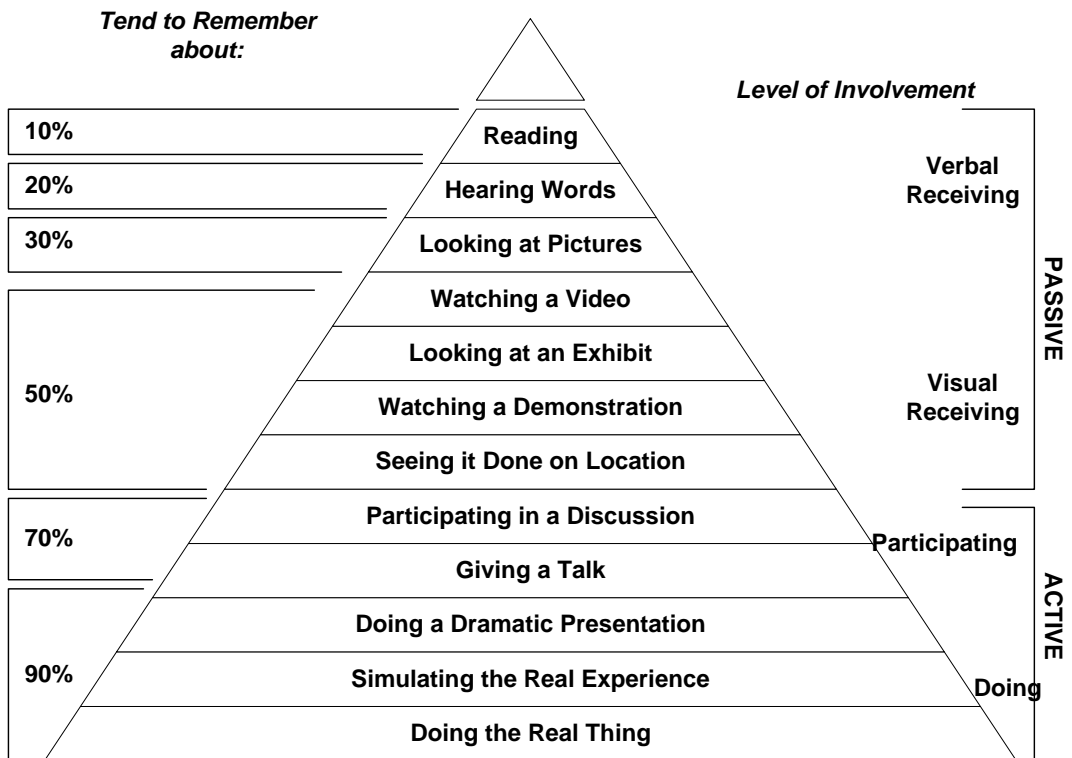 Tend to Remember
about:
Level of Involvement
10%
Reading
Verbal
Receiving
20%
Hearing Words
30%
Looking at Pictures
PASSIVE
Watching a Video
Looking at an Exhibit
50%
Visual
Receiving
Watching a Demonstration
Seeing it Done on Location
Participating in a Discussion
70%
Participating
Giving a Talk
ACTIVE
Doing a Dramatic Presentation
90%
Simulating the Real Experience
Doing
Doing the Real Thing